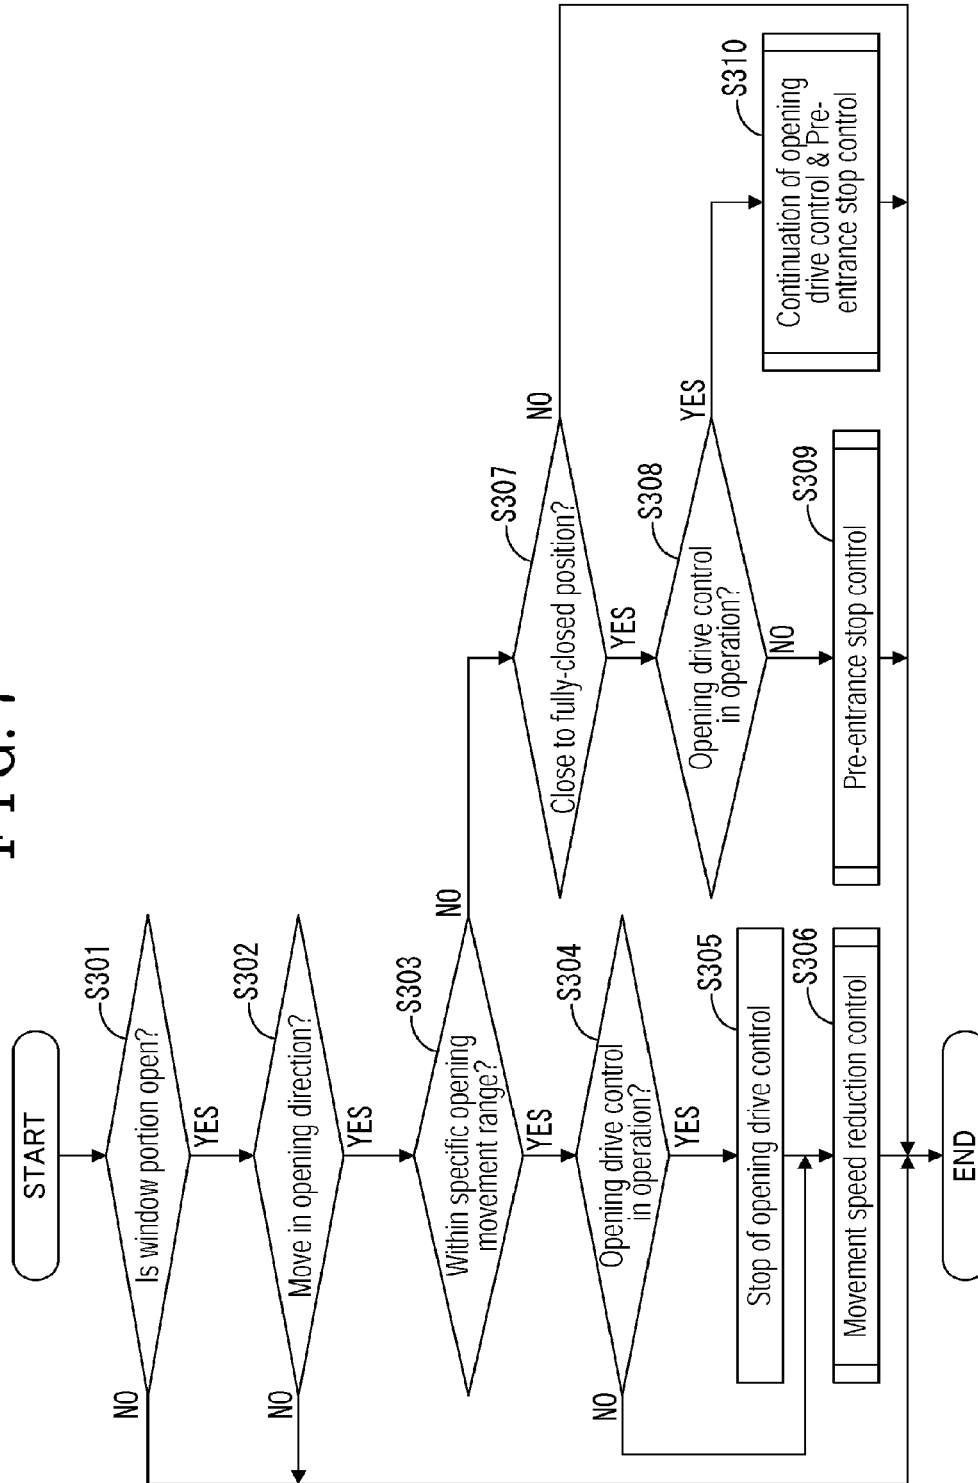 START
S301
Is window portion open?
NO
YES
S302
Move in opening direction?
NO
YES
S303
Within specific opening
movement range?
NO
YES
S304
Opening drive control
in operation?
NO
YES
S305
Stop of opening drive control
S306
Movement speed reduction control
S307
Close to fully-closed position?
NO
YES
S308
Opening drive control
in operation?
YES
NO
S309
Pre-entrance stop control
S310
Continuation of opening
drive control & Pre-
entrance stop control
END